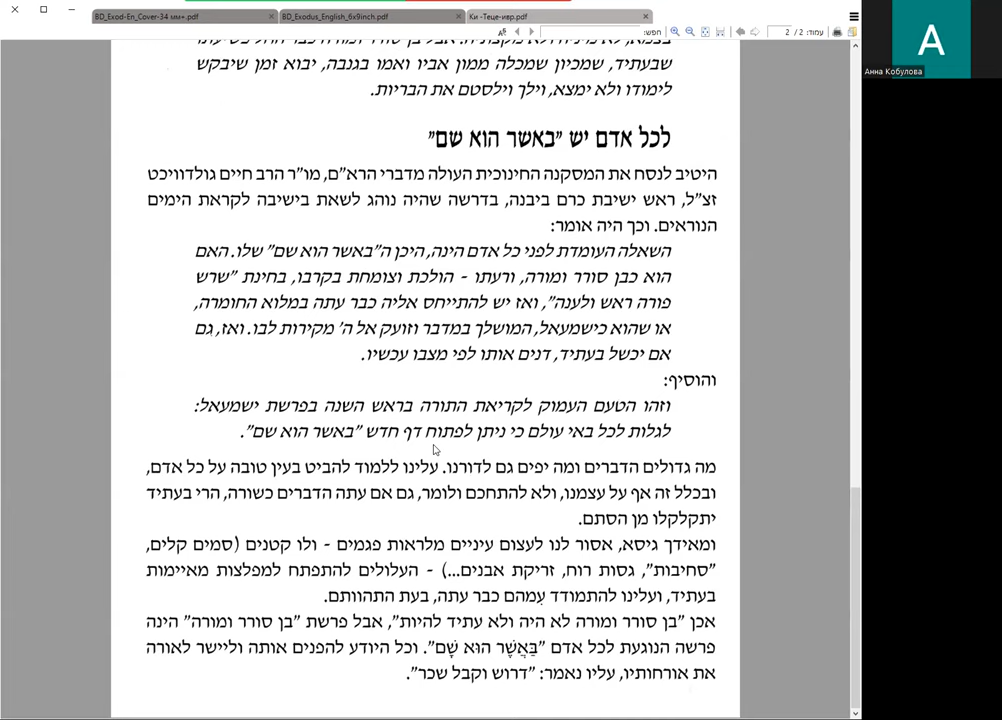 BD_Exod-En_Cover-34 мм+.pdf
BD_Exodus_English_6x9inch.pdf
Ки -Теце-ивр.pdf
חפש:
עמוד: 2 / 2
A
Анна Кобулова
שבעתיד, שמכיון שמכלה ממון אביו ואמו בגנבה, יבוא זמן שיבקש
לימודו ולא ימצא, וילך וילסטם את הבריות.
לכל אדם יש "באשר הוא שם"
היטיב לנסח את המסקנה החינוכית העולה מדברי הרא"ם, מו"ר הרב חיים גולדוויכט
זצ"ל, ראש ישיבת כרם ביבנה, בדרשה שהיה נוהג לשאת בישיבה לקראת הימים
הנוראים. וכך היה אומר:
השאלה העומדת לפני כל אדם הינה, היכן ה"באשר הוא שם" שלו. האם
הוא כבן סורר ומורה, ורעתו - הולכת וצומחת בקרבו, בחינת "שרש
פורה ראש ולענה", ואז יש להתייחס אליה כבר עתה במלוא החומרה,
או שהוא כישמעאל, המושלך במדבר וזועק אל ה' מקירות לבו. ואז, גם
אם יכשל בעתיד, דנים אותו לפי מצבו עכשיו.
והוסיף:
וזהו הטעם העמוק לקריאת התורה בראש השנה בפרשת ישמעאל:
לגלות לכל באי עולם כי ניתן לפתוח דף חדש "באשר הוא שם".
מה גדולים הדברים ומה יפים גם לדורנו. עלינו ללמוד להביט בעין טובה על כל אדם,
ובכלל זה אף על עצמנו, ולא להתחכם ולומר, גם אם עתה הדברים כשורה, הרי בעתיד
יתקלקלו מן הסתם.
ומאידך גיסא, אסור לנו לעצום עיניים מלראות פגמים - ולו קטנים (סמים קלים,
"סחיבות", גסות רוח, זריקת אבנים...) - העלולים להתפתח למפלצות מאיימות
בעתיד, ועלינו להתמודד עִמהם כבר עתה, בעת התהוותם.
אכן "בן סורר ומורה לא היה ולא עתיד להיות", אבל פרשת "בן סורר ומורה" הינה
פרשה הנוגעת לכל אדם "בַּאֲשֶׁר הוּא שָׁם". וכל היודע להפנים אותה וליישר לאורה
את אורחותיו, עליו נאמר: "דרוש וקבל שכר".